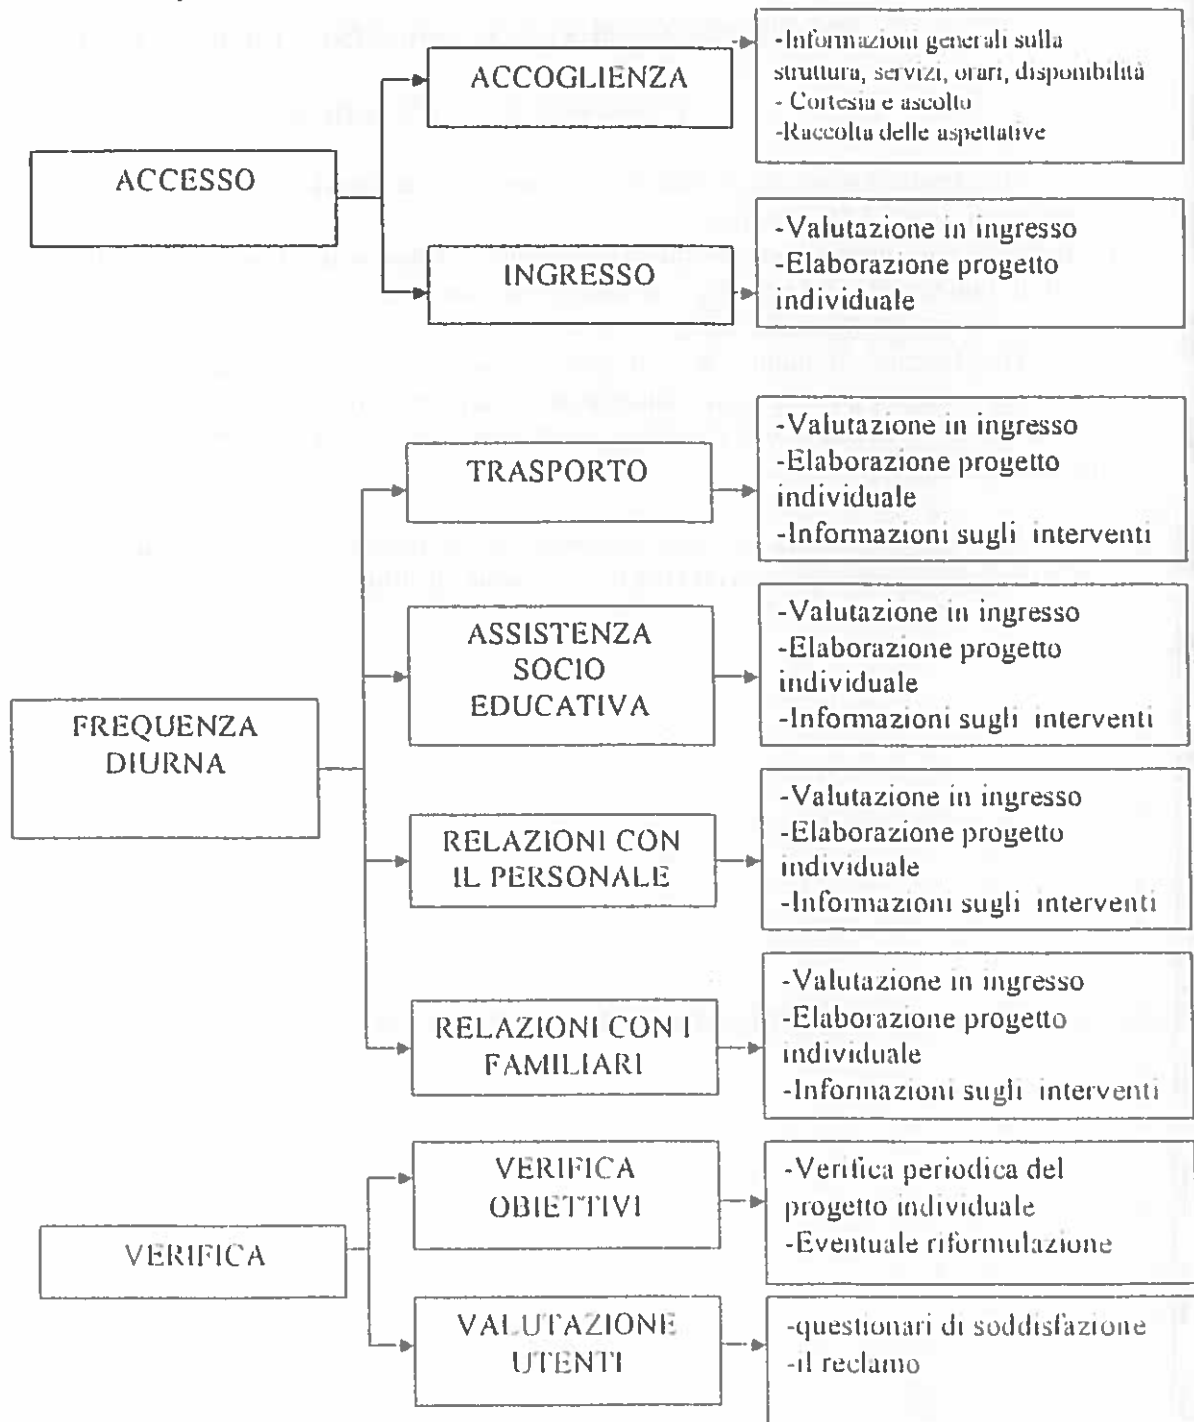 ACCESSO
ACCOGLIENZA
-Informazioni generali sulla
struttura, servizi, orari, disponibilità
- Cortesia e ascolto
-Raccolta delle aspettative
INGRESSO
-Valutazione in ingresso
-Elaborazione progetto
individuale
FREQUENZA
DIURNA
TRASPORTO
-Valutazione in ingresso
-Elaborazione progetto
individuale
-Informazioni sugli interventi
ASSISTENZA
SOCIO
EDUCATIVA
-Valutazione in ingresso
-Elaborazione progetto
individuale
-Informazioni sugli interventi
RELAZIONI CON
IL PERSONALE
-Valutazione in ingresso
-Elaborazione progetto
individuale
-Informazioni sugli interventi
RELAZIONI CON I
FAMILIARI
-Valutazione in ingresso
-Elaborazione progetto
individuale
-Informazioni sugli interventi
VERIFICA
VERIFICA
OBIETTIVI
-Verifica periodica del
progetto individuale
-Eventuale riformulazione
VALUTAZIONE
UTENTI
-questionari di soddisfazione
-il reclamo